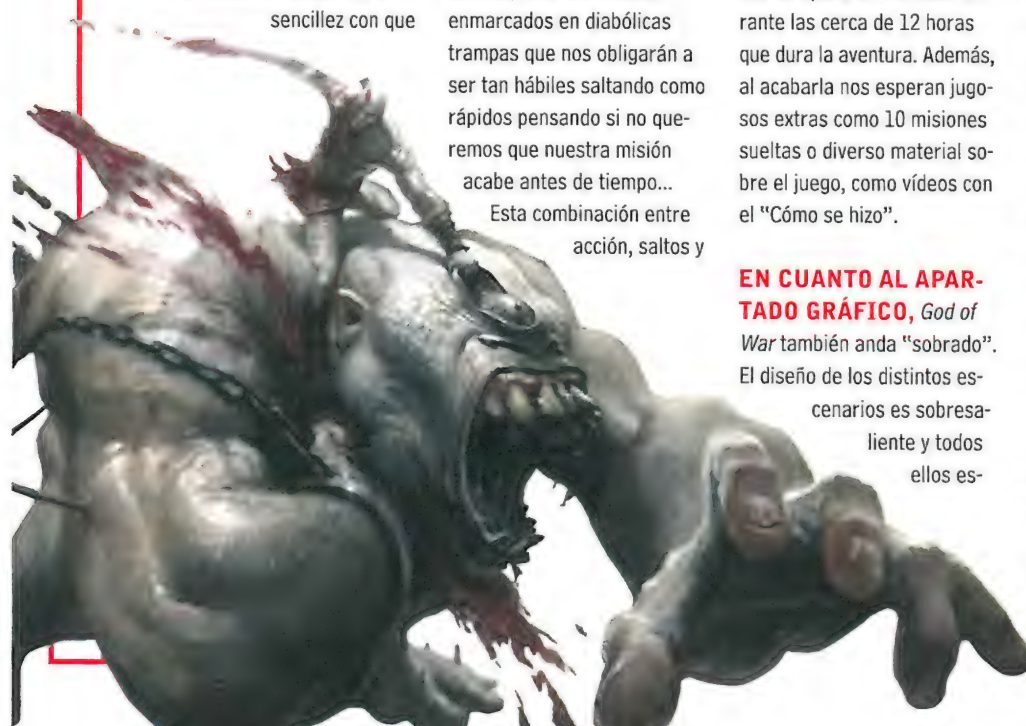 sencillez con que
enmarcados en diabólicas
trampas que nos obligarán a
ser tan hábiles saltando como
rápidos pensando si no que-
remos que nuestra misión
acabe antes de tiempo...
Esta combinación entre
acción, saltos y
rante las cerca de 12 horas
que dura la aventura. Además,
al acabarla nos esperan jugo-
sos extras como 10 misiones
sueltas o diverso material so-
bre el juego, como vídeos con
el "Cómo se hizo".
EN CUANTO AL APAR-
TADO GRÁFICO, God of
War también anda "sobrado".
El diseño de los distintos es-
cenarios es sobresa-
liente y todos
ellos es-